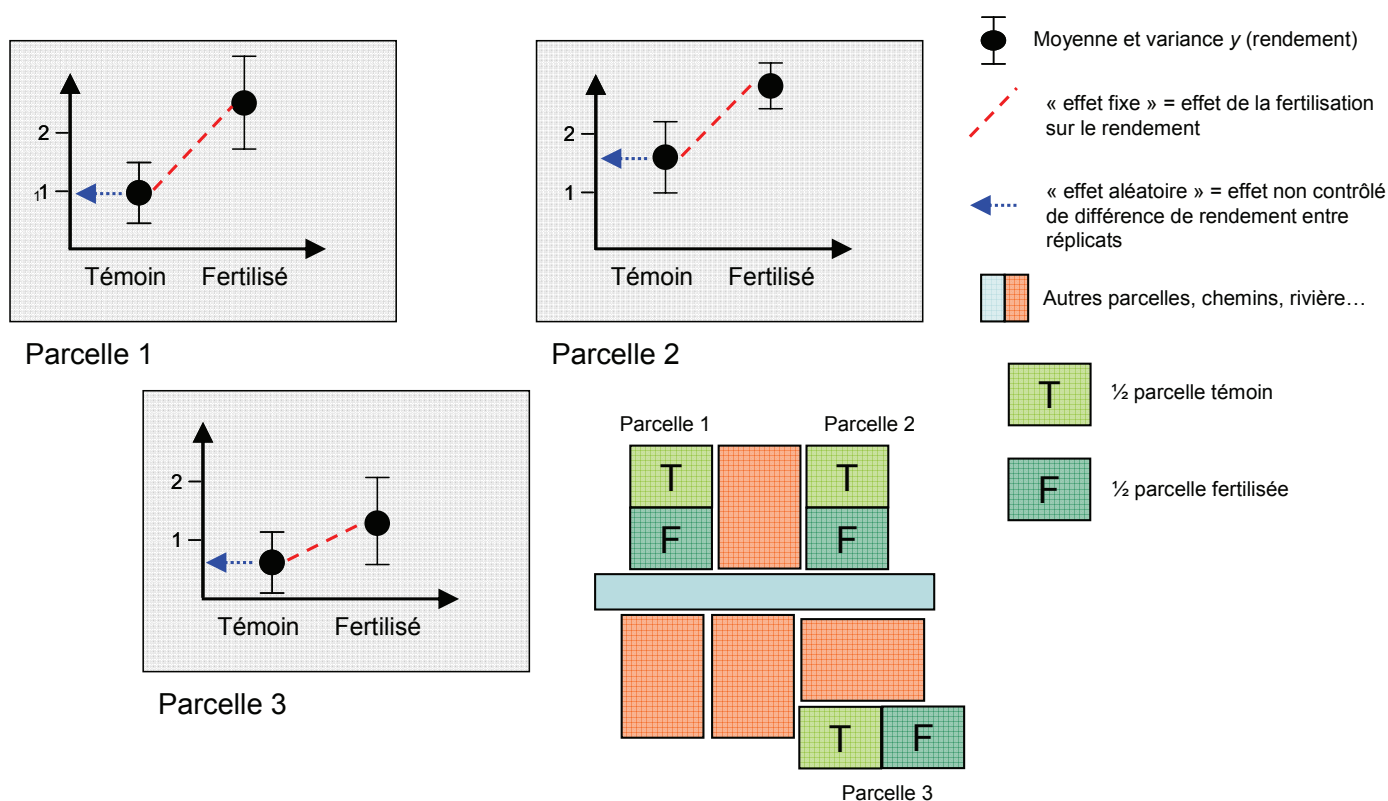 2
1
1
Témoin Fertilisé
Parcelle 1
2
1
Témoin Fertilisé
Parcelle 2
2
1
Témoin Fertilisé
Parcelle 3
Moyenne et variance y (rendement)
« effet fixe » = effet de la fertilisation
sur le rendement
« effet aléatoire » = effet non contrôlé
de différence de rendement entre
réplicats
Autres parcelles, chemins, rivière…
T
½ parcelle témoin
F
½ parcelle fertilisée
Parcelle 1 Parcelle 2
T T
F F
T F
Parcelle 3